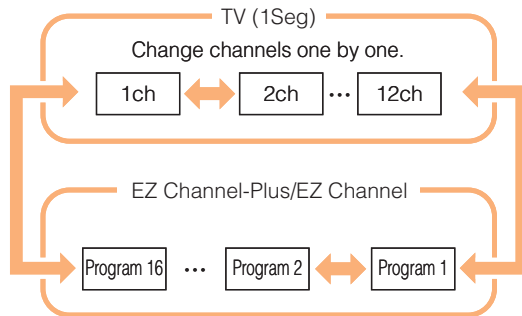 TV (1Seg)
Change channels one by one.
1ch 2ch ••• 12ch
EZ Channel-Plus/EZ Channel
Program 16 ••• Program 2 Program 1